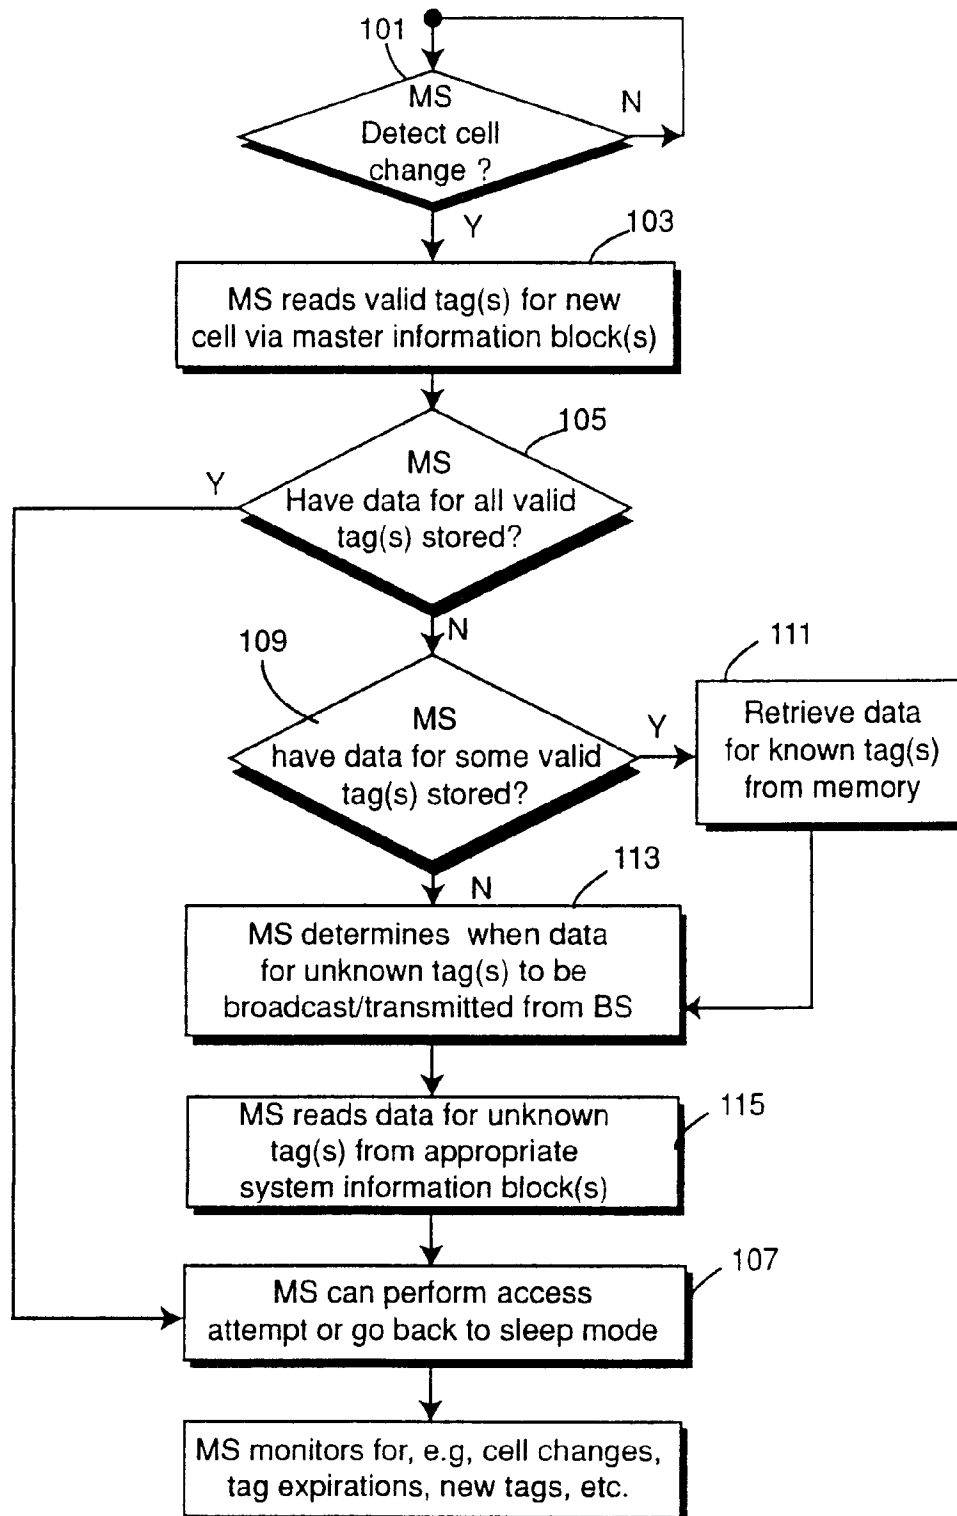 101
MS
Detect cell
change ?
N
Y
103
MS reads valid tag(s) for new
cell via master information block(s)
105
Y
MS
Have data for all valid
tag(s) stored?
N
109
111
MS
have data for some valid
tag(s) stored?
Y
Retrieve data
for known tag(s)
from memory
N
113
MS determines when data
for unknown tag(s) to be
broadcast/transmitted from BS
MS reads data for unknown
tag(s) from appropriate
system information block(s)
115
107
MS can perform access
attempt or go back to sleep mode
MS monitors for, e.g, cell changes,
tag expirations, new tags, etc.